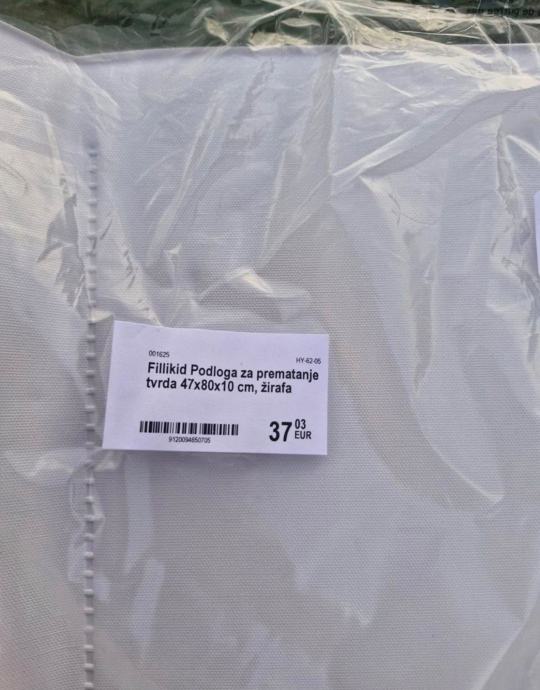 001625
HY-62-05
Fillikid Podloga za prematanje
tvrda 47x80x10 cm, žirafa
9120094650705
37 03
EUR